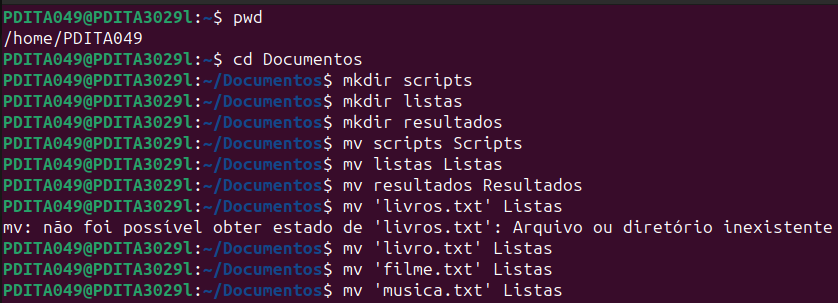 PDITA049@PDITA3029l:~$ pwd
/home/PDITA049
PDITA049@PDITA3029l:~$ cd Documentos
PDITA049@PDITA3029l:~/Documentos$ mkdir scripts
PDITA049@PDITA3029l:~/Documentos$ mkdir listas
PDITA049@PDITA3029l:~/Documentos$ mkdir resultados
PDITA049@PDITA3029l:~/Documentos$ mv scripts Scripts
PDITA049@PDITA3029l:~/Documentos$ mv listas Listas
PDITA049@PDITA3029l:~/Documentos$ mv resultados Resultados
PDITA049@PDITA3029l:~/Documentos$ mv 'livros.txt' Listas
mv: não foi possível obter estado de 'livros.txt': Arquivo ou diretório inexistente
PDITA049@PDITA3029l:~/Documentos$ mv 'livro.txt' Listas
PDITA049@PDITA3029l:~/Documentos$ mv 'filme.txt' Listas
PDITA049@PDITA3029l:~/Documentos$ mv 'musica.txt' Listas